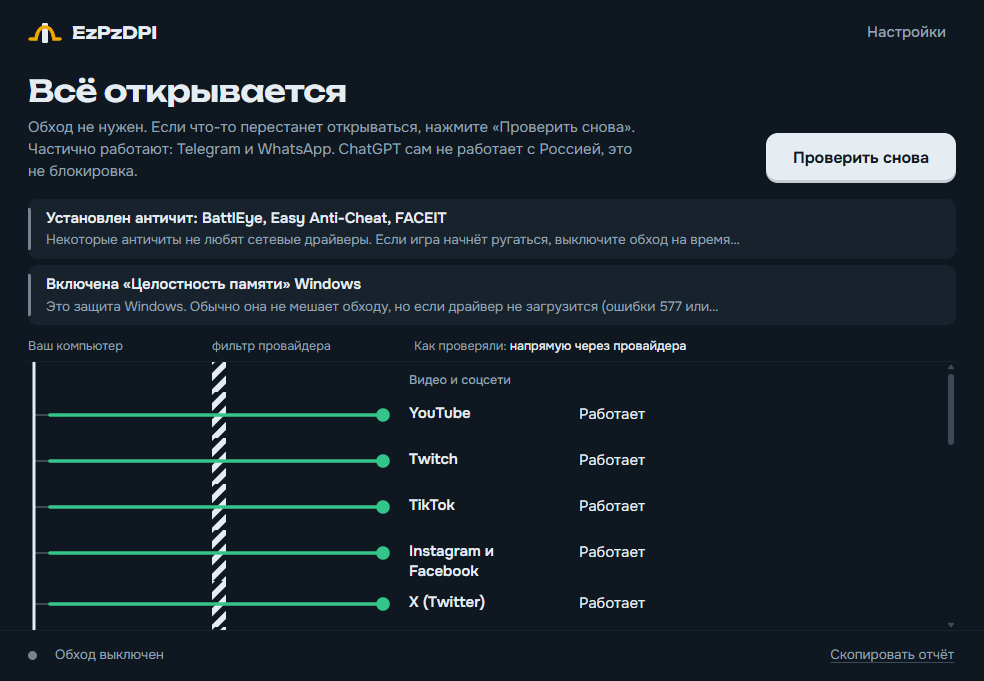 EzPzDPI
Настройки
Всё открывается
Обход не нужен. Если что-то перестанет открываться, нажмите «Проверить снова».
Частично работают: Telegram и WhatsApp. ChatGPT сам не работает с Россией, это
не блокировка.
Проверить снова
Установлен античит: BattlEye, Easy Anti-Cheat, FACEIT
Некоторые античиты не любят сетевые драйверы. Если игра начнёт ругаться, выключите обход на время...
Включена «Целостность памяти» Windows
Это защита Windows. Обычно она не мешает обходу, но если драйвер не загрузится (ошибки 577 или...
Ваш компьютер
фильтр провайдера
Как проверяли: напрямую через провайдера
Видео и соцсети
YouTube Работает
Twitch Работает
TikTok Работает
Instagram и Работает
Facebook
X (Twitter) Работает
Обход выключен
Скопировать отчёт